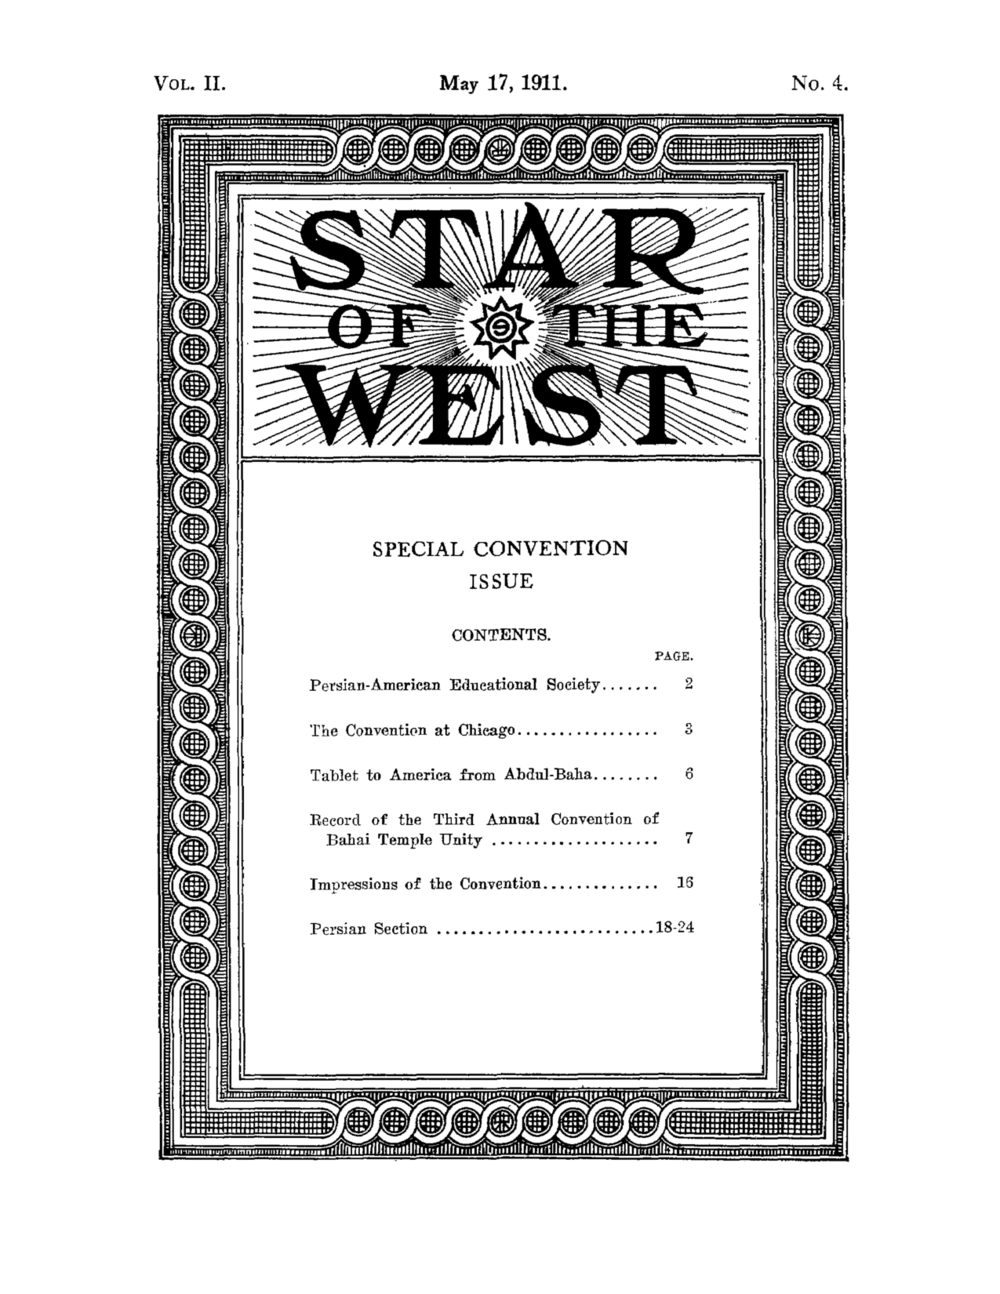 VOL. II. May 17, 1911. No. 4.
STAR
OF THE
WEST
SPECIAL CONVENTION
ISSUE
CONTENTS.
PAGE.
Persian-American Educational Society....... 2
The Convention at Chicago................. 3
Tablet to America from Abdul-Baha........ 6
Record of the Third Annual Convention of
Bahai Temple Unity .................... 7
Impressions of the Convention.............. 16
Persian Section ..........................18-24